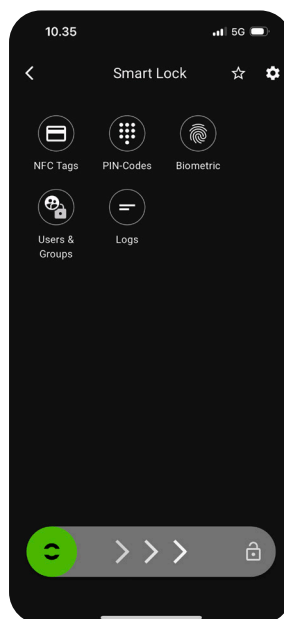 10.35
5G
Smart Lock
NFC Tags
PIN-Codes
Biometric
Users &
Groups
Logs